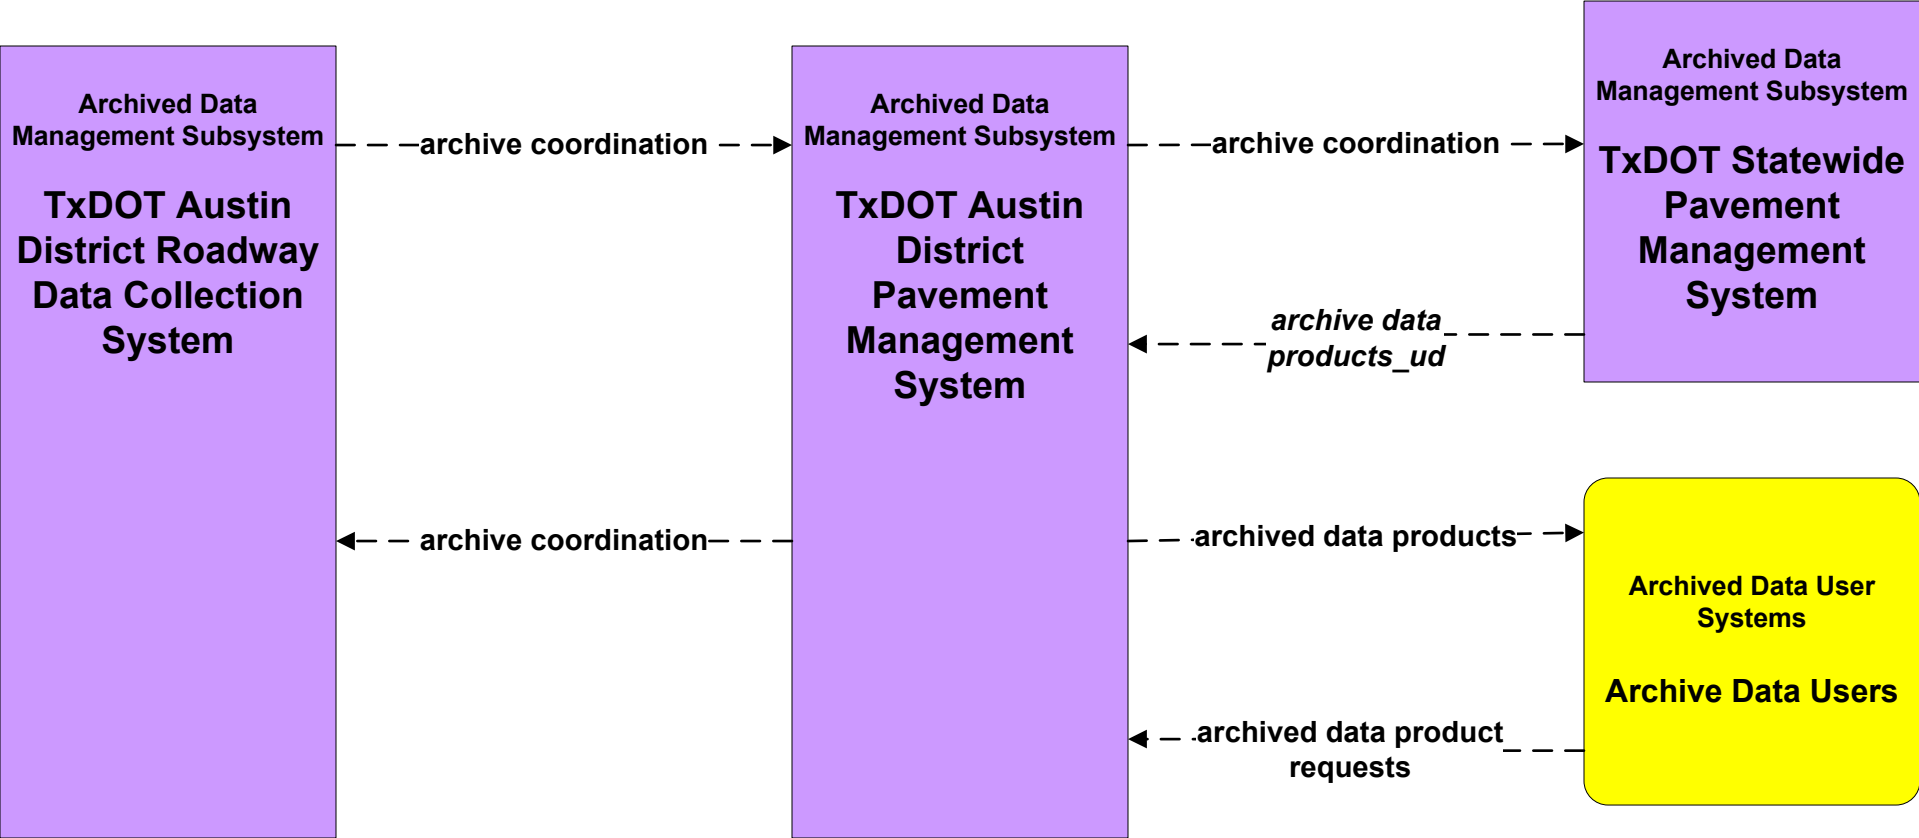 Archived Data
Management Subsystem
TxDOT Austin
District Roadway
Data Collection
System
archive coordination
archive coordination
Archived Data
Management Subsystem
TxDOT Austin
District
Pavement
Management
System
archive coordination
archive data
products_ud
archived data products
archived data product
requests
Archived Data
Management Subsystem
TxDOT Statewide
Pavement
Management
System
Archived Data User
Systems
Archive Data Users